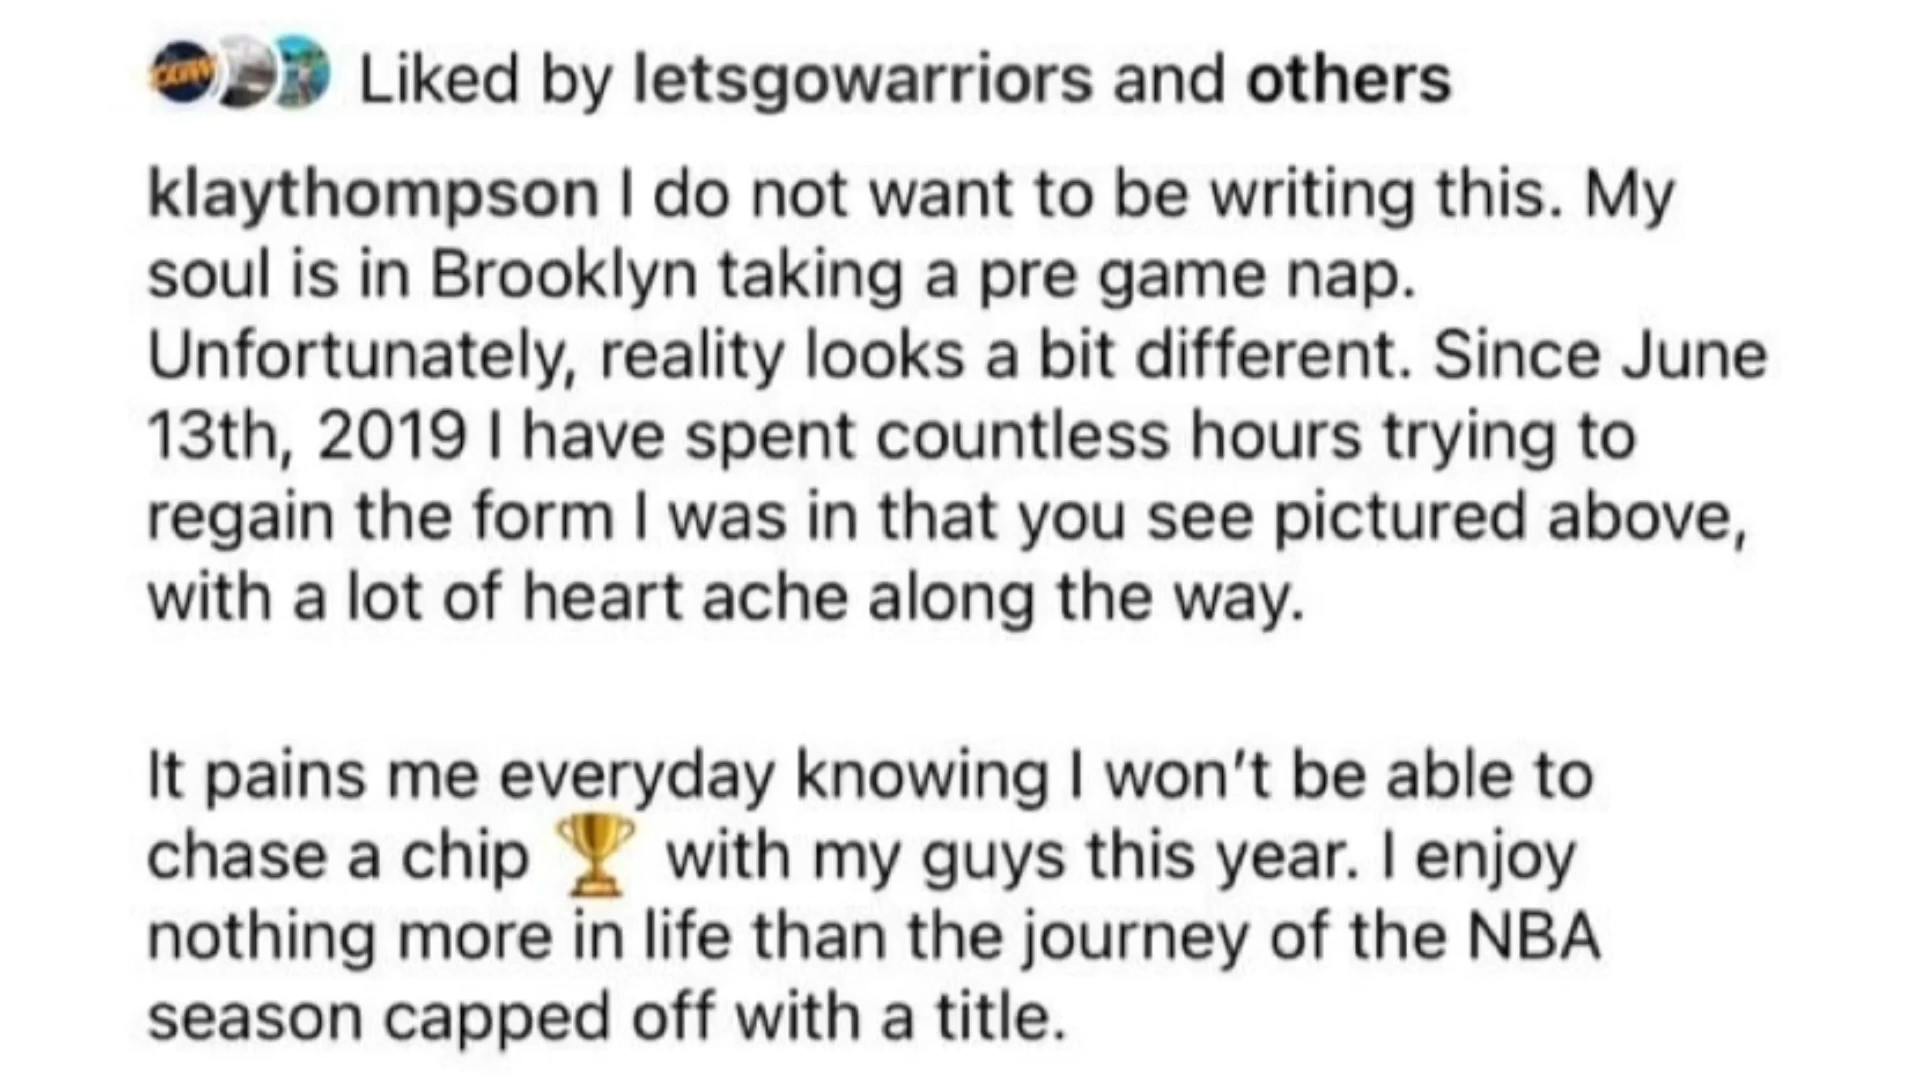 Liked by letsgowarriors and others
klaythompson I do not want to be writing this. My
soul is in Brooklyn taking a pre game nap.
Unfortunately, reality looks a bit different. Since June
13th, 2019 I have spent countless hours trying to
regain the form I was in that you see pictured above,
with a lot of heart ache along the way.
It pains me everyday knowing I won’t be able to
chase a chip 🏆 with my guys this year. I enjoy
nothing more in life than the journey of the NBA
season capped off with a title.